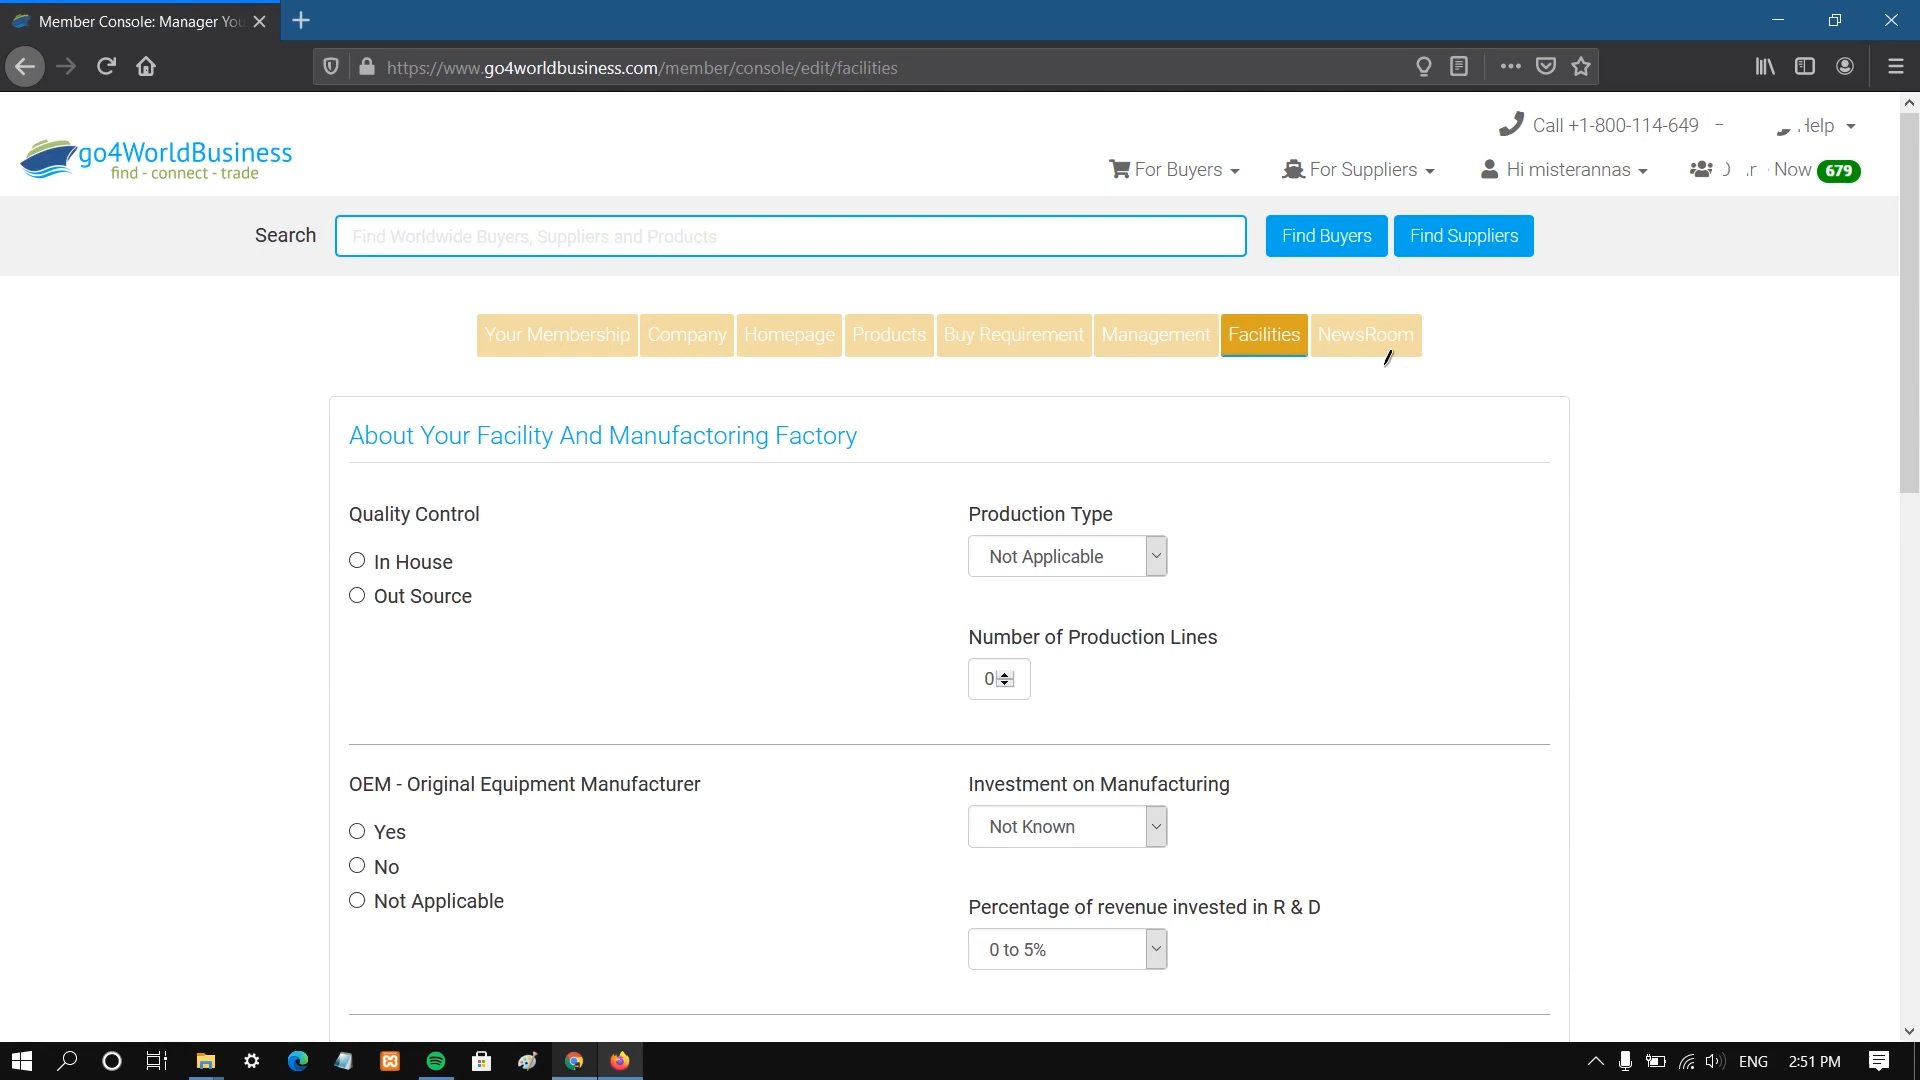 Member Console: Manager You
https://www.go4worldbusiness.com/member/console/edit/facilities
Call +1-800-114-649
go4WorldBusiness
find - connect - trade
For Buyers
For Suppliers
Hi misterannas
Now 679
Search
Find Worldwide Buyers, Suppliers and Products
Find Buyers
Find Suppliers
Your Membership
Company
Homepage
Products
Buy Requirement
Management
Facilities
NewsRoom
About Your Facility And Manufactoring Factory
Quality Control
In House
Out Source
Production Type
Not Applicable
Number of Production Lines
0
OEM - Original Equipment Manufacturer
Yes
No
Not Applicable
Investment on Manufacturing
Not Known
Percentage of revenue invested in R & D
0 to 5%
ENG
2:51 PM